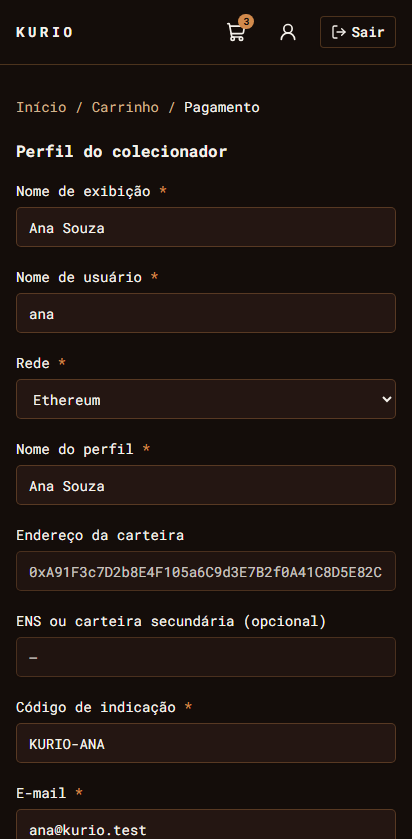 KURIO
3
Sair
Início / Carrinho / Pagamento
Perfil do colecionador
Nome de exibição *
Ana Souza
Nome de usuário *
ana
Rede *
Ethereum
Nome do perfil *
Ana Souza
Endereço da carteira
0xA91F3c7D2b8E4F105a6C9d3E7B2f0A41C8D5E82C
ENS ou carteira secundária (opcional)
—
Código de indicação *
KURIO-ANA
E-mail *
ana@kurio.test